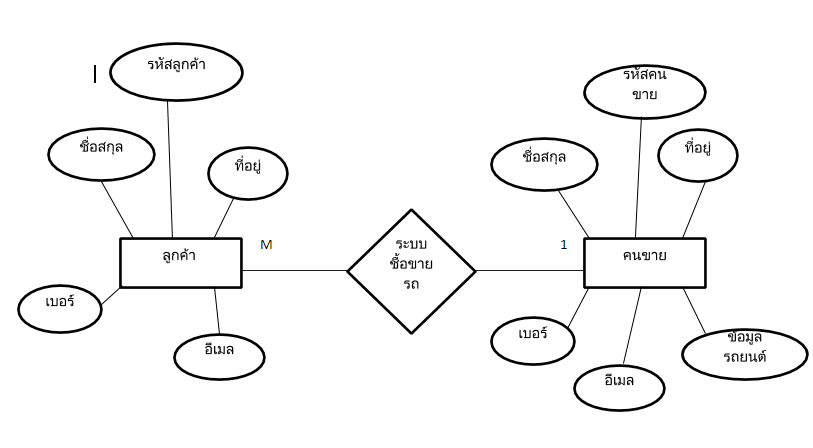 รหัสลูกค้า
รหัสคน
ขาย
ชื่อสกุล
ที่อยู่
ชื่อสกุล
ที่อยู่
ลูกค้า
M
ระบบ
ซื้อขาย
รถ
1
คนขาย
เบอร์
อีเมล
เบอร์
อีเมล
ข้อมูล
รถยนต์